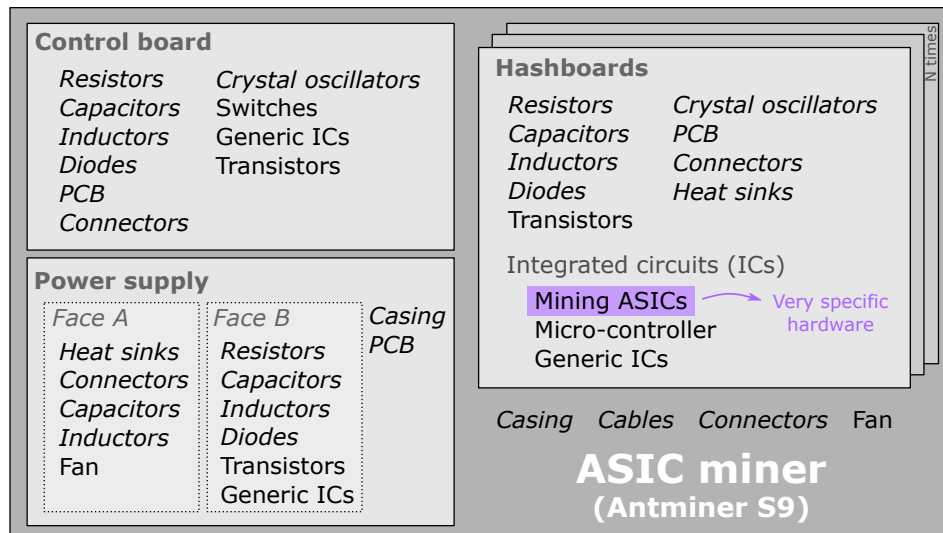 Control board
Resistors
Capacitors
Inductors
Diodes
PCB
Connectors
Crystal oscillators
Switches
Generic ICs
Transistors
Power supply
Face A
Heat sinks
Connectors
Capacitors
Inductors
Fan
Face B
Resistors
Capacitors
Inductors
Diodes
Transistors
Generic ICs
Casing
PCB
N times
Hashboards
Resistors
Capacitors
Inductors
Diodes
Transistors
Crystal oscillators
PCB
Connectors
Heat sinks
Integrated circuits (ICs)
Mining ASICs
Micro-controller
Generic ICs
Very specific
hardware
Casing Cables Connectors Fan
ASIC miner
(Antminer S9)